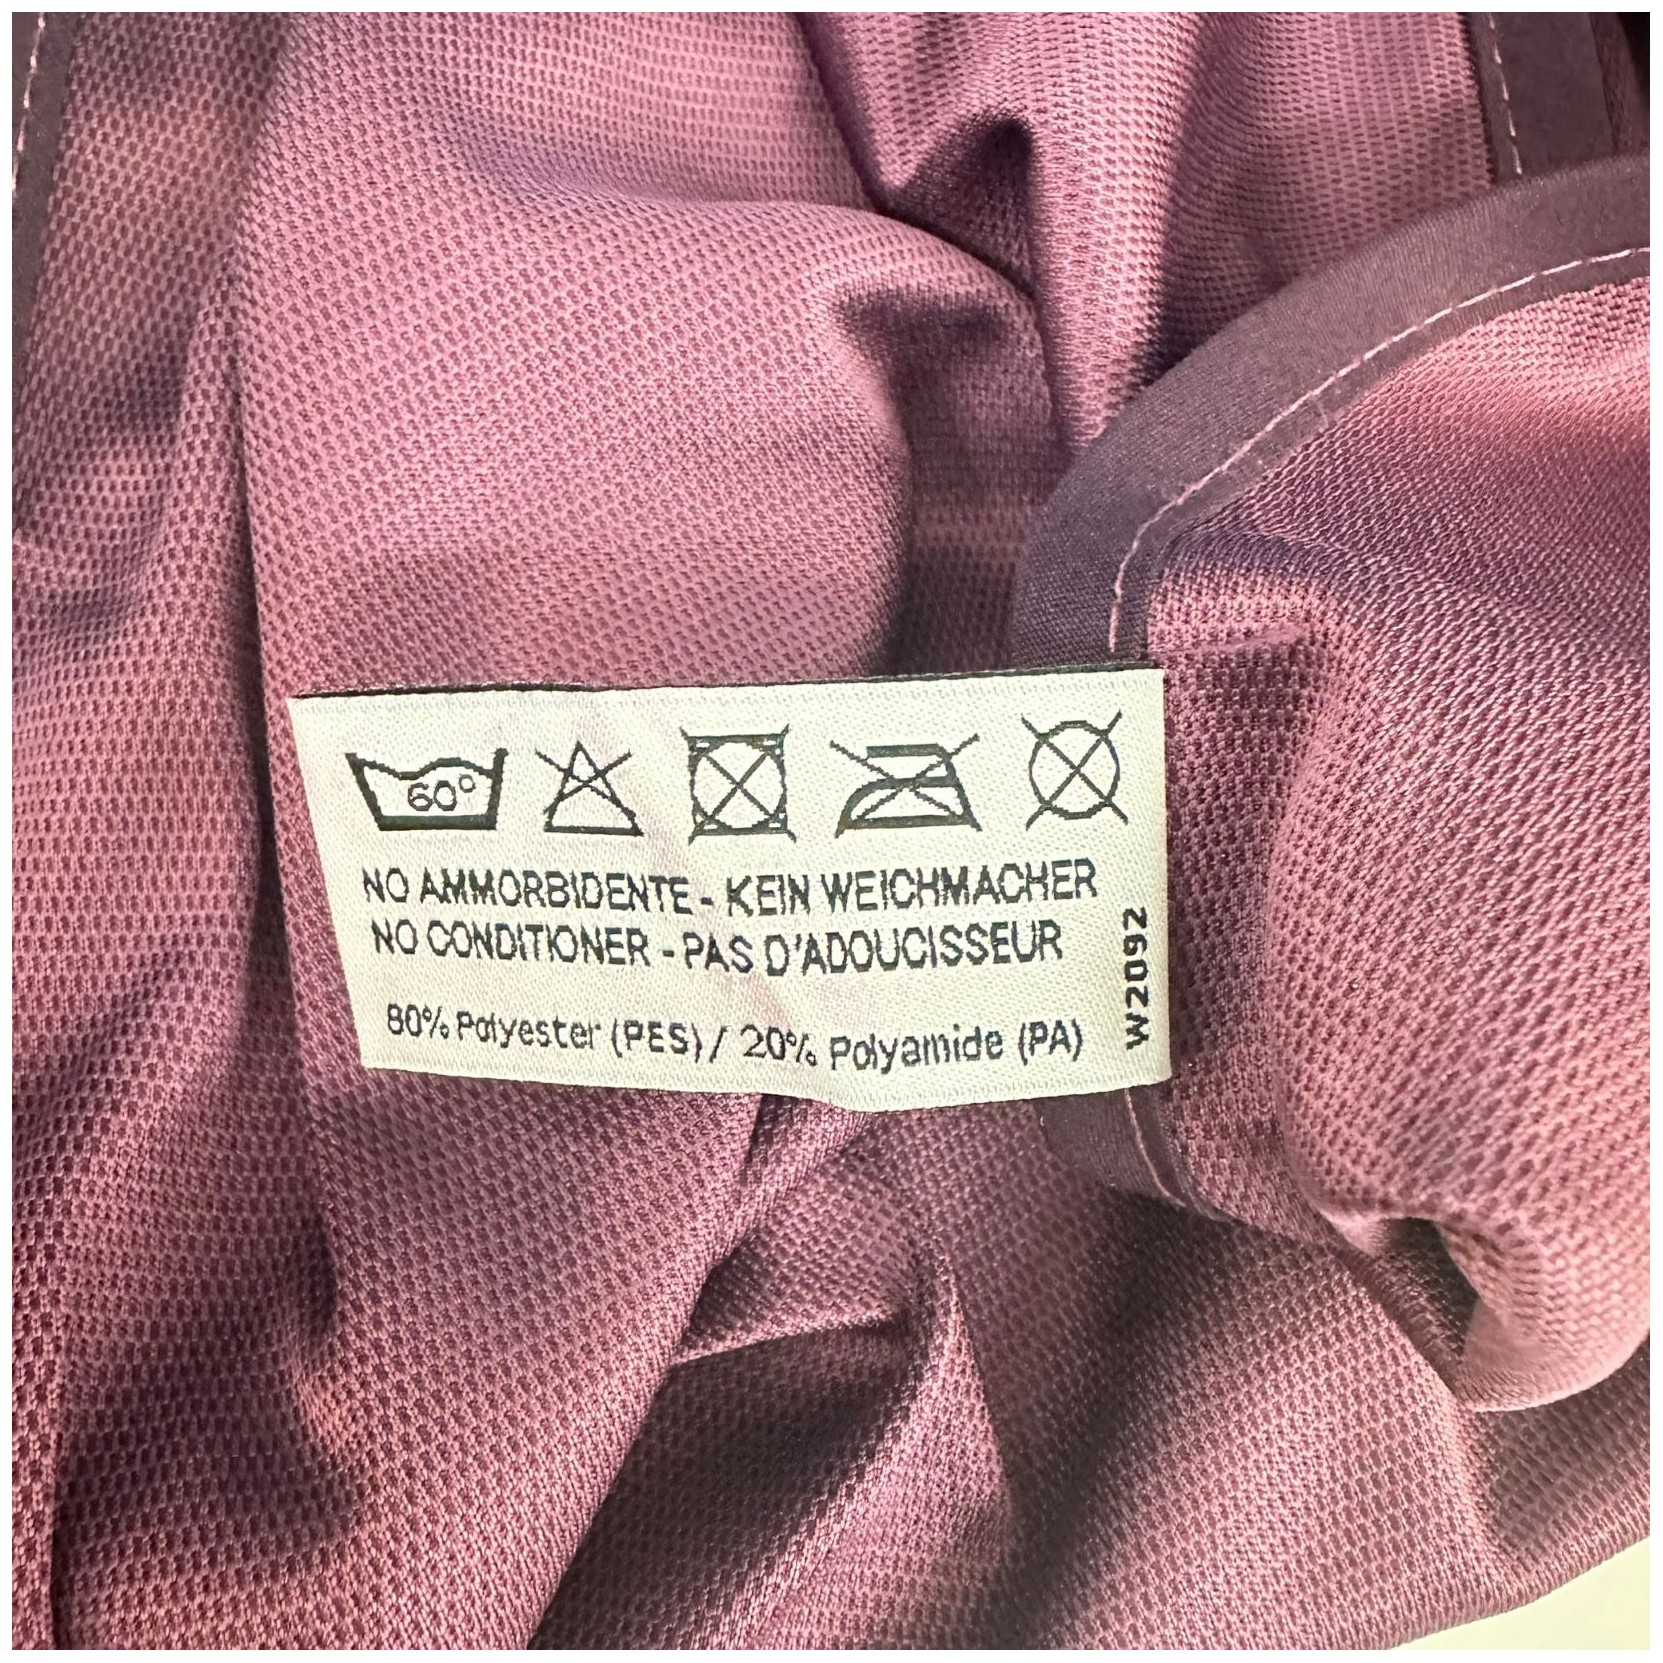 60°
NO AMMORBIDENTE - KEIN WEICHMACHER
NO CONDITIONER - PAS D'ADOUCISSEUR
80% Polyester (PES) / 20% Polyamide (PA)
W2092